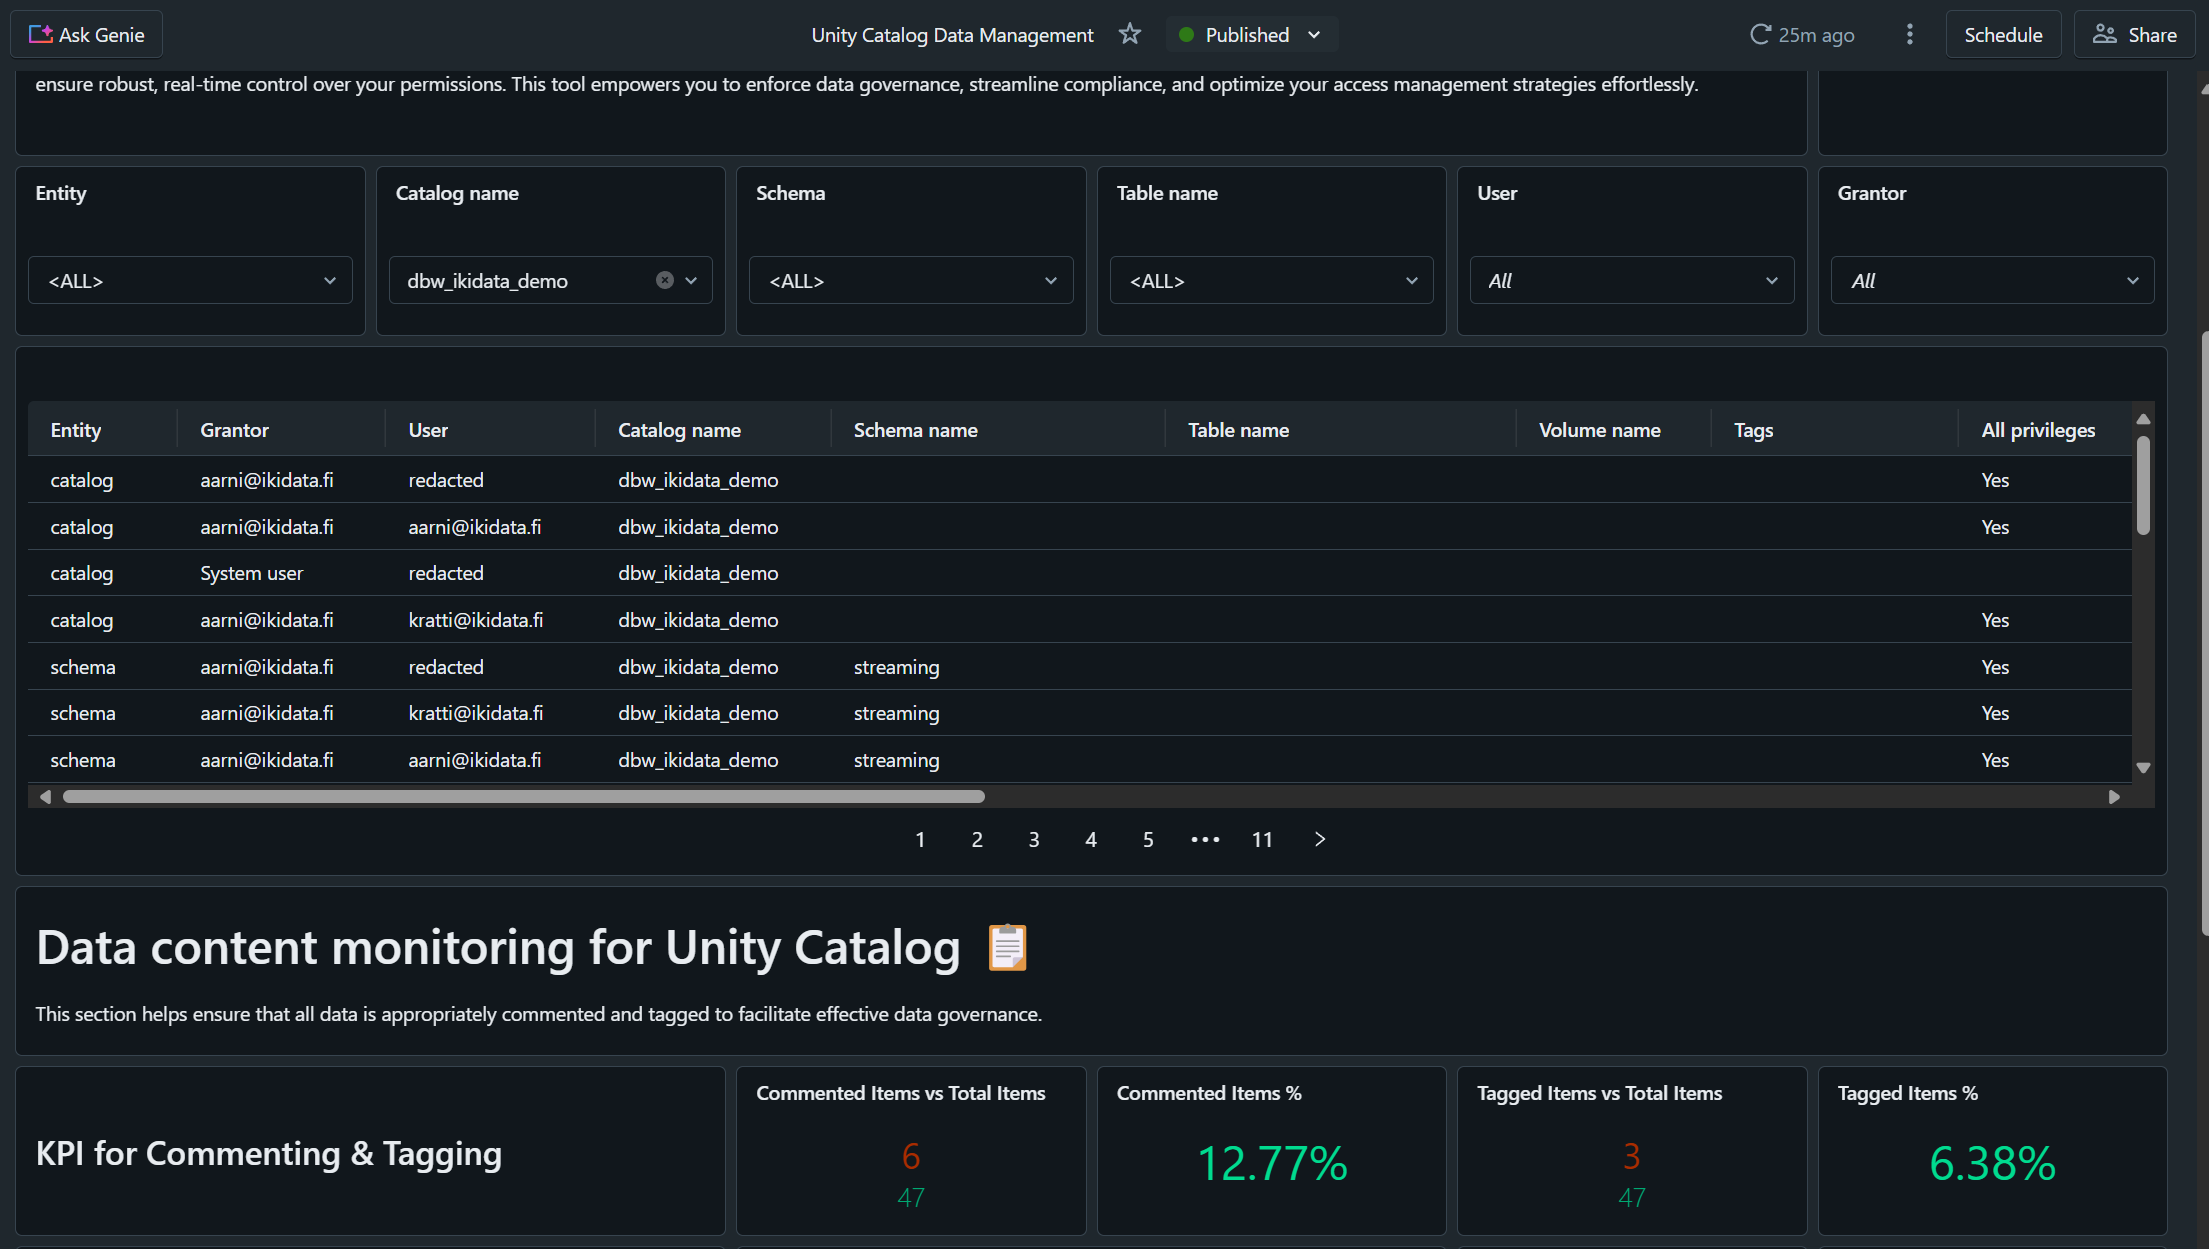 Ask Genie
Unity Catalog Data Management
Published
25m ago
Schedule
Share
ensure robust, real-time control over your permissions. This tool empowers you to enforce data governance, streamline compliance, and optimize your access management strategies effortlessly.
Entity Catalog name Schema Table name User Grantor
<ALL> dbw_ikidata_demo <ALL> <ALL> All All
Entity Grantor User Catalog name Schema name Table name Volume name Tags All privileges
catalog aarni@ikidata.fi redacted dbw_ikidata_demo Yes
catalog aarni@ikidata.fi aarni@ikidata.fi dbw_ikidata_demo Yes
catalog System user redacted dbw_ikidata_demo
catalog aarni@ikidata.fi kratti@ikidata.fi dbw_ikidata_demo Yes
schema aarni@ikidata.fi redacted dbw_ikidata_demo streaming Yes
schema aarni@ikidata.fi kratti@ikidata.fi dbw_ikidata_demo streaming Yes
schema aarni@ikidata.fi aarni@ikidata.fi dbw_ikidata_demo streaming Yes
1 2 3 4 5 ••• 11 >
Data content monitoring for Unity Catalog
This section helps ensure that all data is appropriately commented and tagged to facilitate effective data governance.
KPI for Commenting & Tagging
Commented Items vs Total Items
6
47
Commented Items %
12.77%
Tagged Items vs Total Items
3
47
Tagged Items %
6.38%